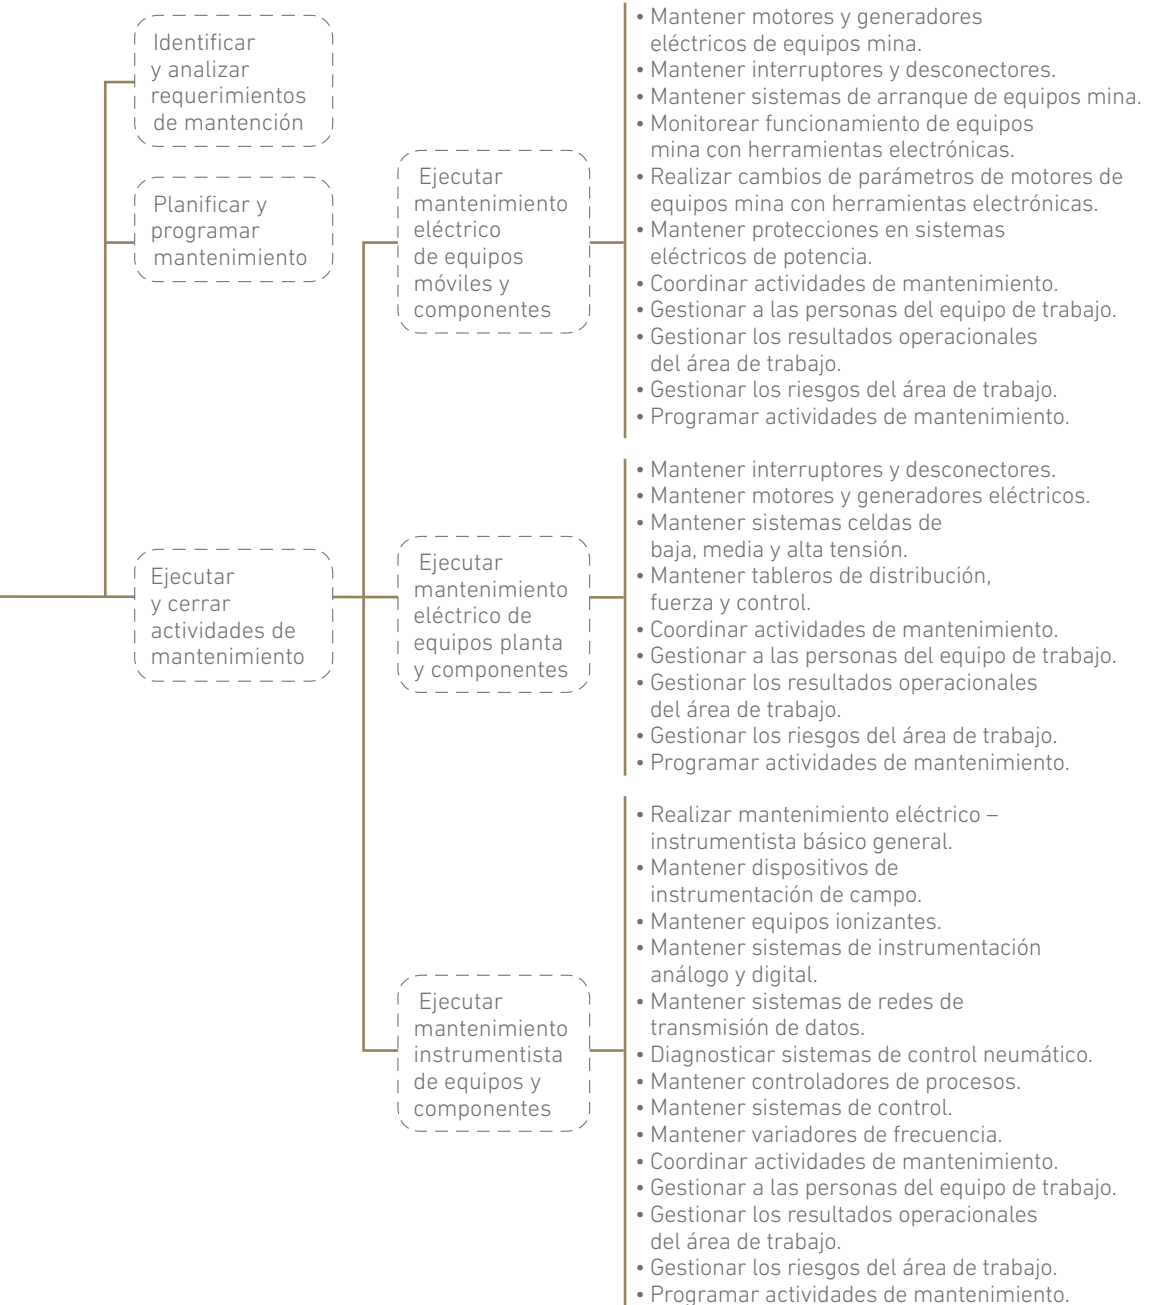 Identificar
y analizar
requerimientos
de mantención
Planificar y
programar
mantenimiento
Ejecutar
y cerrar
actividades de
mantenimiento
Ejecutar
mantenimiento
eléctrico
de equipos
móviles y
componentes
• Mantener motores y generadores
eléctricos de equipos mina.
• Mantener interruptores y desconectores.
• Mantener sistemas de arranque de equipos mina.
• Monitorear funcionamiento de equipos
mina con herramientas electrónicas.
• Realizar cambios de parámetros de motores de
equipos mina con herramientas electrónicas.
• Mantener protecciones en sistemas
eléctricos de potencia.
• Coordinar actividades de mantenimiento.
• Gestionar a las personas del equipo de trabajo.
• Gestionar los resultados operacionales
del área de trabajo.
• Gestionar los riesgos del área de trabajo.
• Programar actividades de mantenimiento.
Ejecutar
mantenimiento
eléctrico de
equipos planta
y componentes
• Mantener interruptores y desconectores.
• Mantener motores y generadores eléctricos.
• Mantener sistemas celdas de
baja, media y alta tensión.
• Mantener tableros de distribución,
fuerza y control.
• Coordinar actividades de mantenimiento.
• Gestionar a las personas del equipo de trabajo.
• Gestionar los resultados operacionales
del área de trabajo.
• Gestionar los riesgos del área de trabajo.
• Programar actividades de mantenimiento.
Ejecutar
mantenimiento
instrumentista
de equipos y
componentes
• Realizar mantenimiento eléctrico –
instrumentista básico general.
• Mantener dispositivos de
instrumentación de campo.
• Mantener equipos ionizantes.
• Mantener sistemas de instrumentación
análogo y digital.
• Mantener sistemas de redes de
transmisión de datos.
• Diagnosticar sistemas de control neumático.
• Mantener controladores de procesos.
• Mantener sistemas de control.
• Mantener variadores de frecuencia.
• Coordinar actividades de mantenimiento.
• Gestionar a las personas del equipo de trabajo.
• Gestionar los resultados operacionales
del área de trabajo.
• Gestionar los riesgos del área de trabajo.
• Programar actividades de mantenimiento.